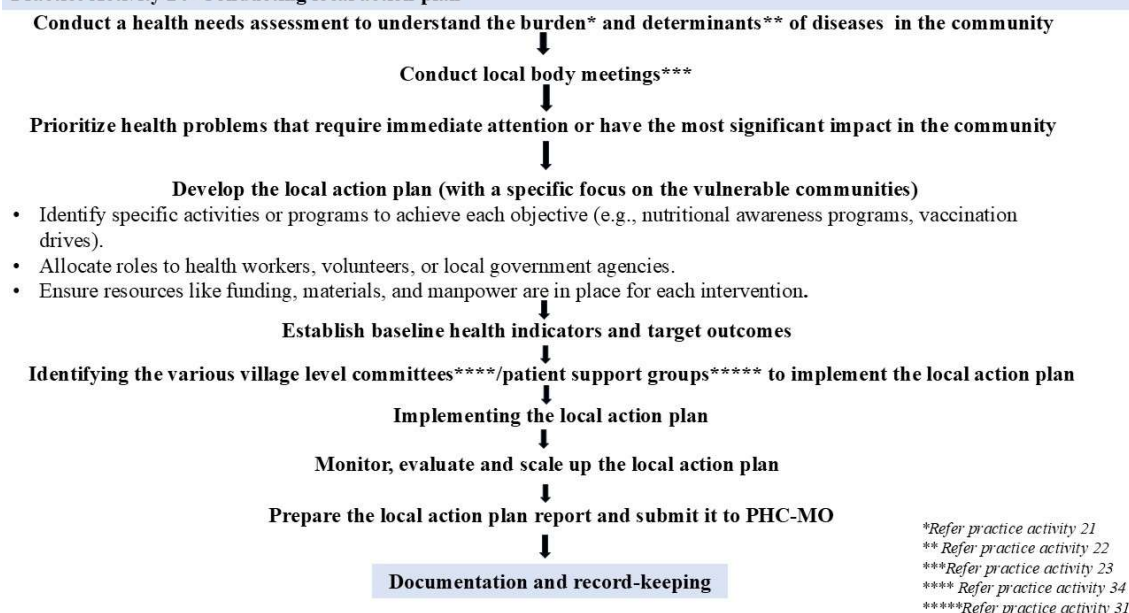 Conduct a health needs assessment to understand the burden* and determinants** of diseases in the community
Conduct local body meetings***
Prioritize health problems that require immediate attention or have the most significant impact in the community
Develop the local action plan (with a specific focus on the vulnerable communities)
• Identify specific activities or programs to achieve each objective (e.g., nutritional awareness programs, vaccination
drives).
• Allocate roles to health workers, volunteers, or local government agencies.
• Ensure resources like funding, materials, and manpower are in place for each intervention.
Establish baseline health indicators and target outcomes
Identifying the various village level committees****/patient support groups***** to implement the local action plan
Implementing the local action plan
Monitor, evaluate and scale up the local action plan
Prepare the local action plan report and submit it to PHC-MO
Documentation and record-keeping
*Refer practice activity 21
** Refer practice activity 22
***Refer practice activity 23
**** Refer practice activity 34
*****Refer practice activity 31